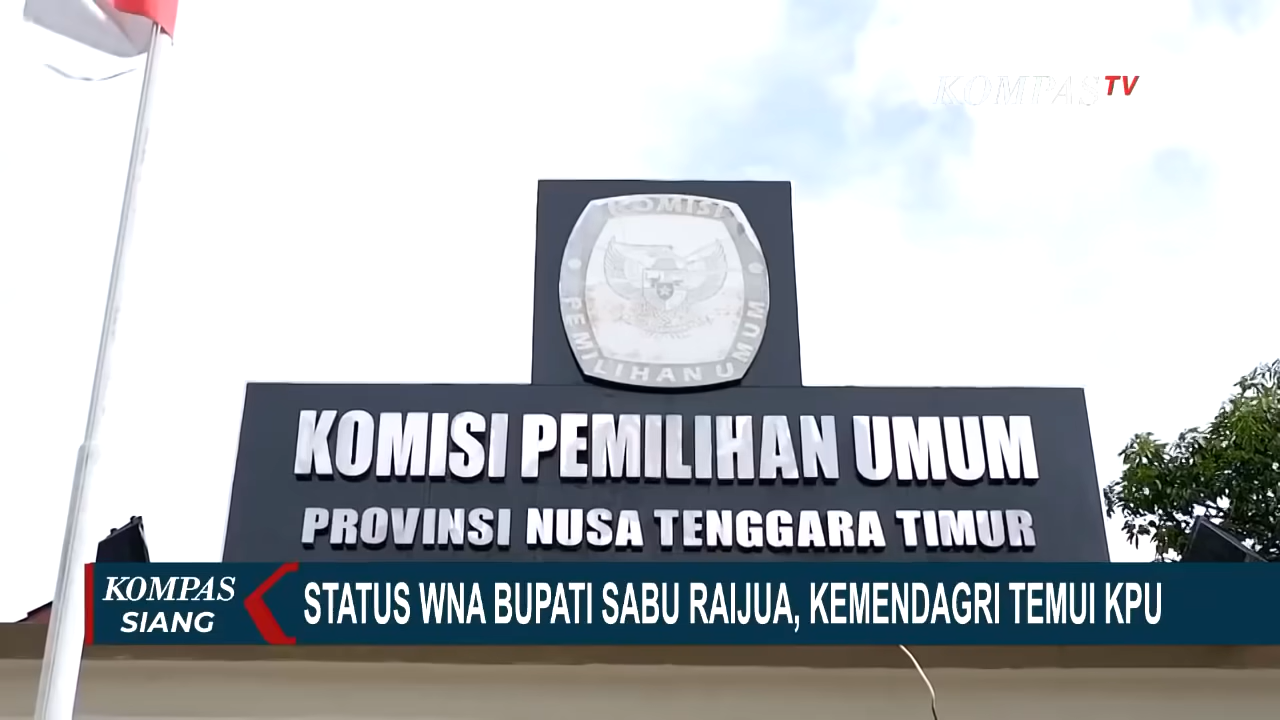 KOMPAS TV
KOMISI
PEMILIHAN UMUM
KOMISI PEMILIHAN UMUM
PROVINSI NUSA TENGGARA TIMUR
KOMPAS
SIANG
STATUS WNA BUPATI SABU RAIJUA, KEMENDAGRI TEMUI KPU